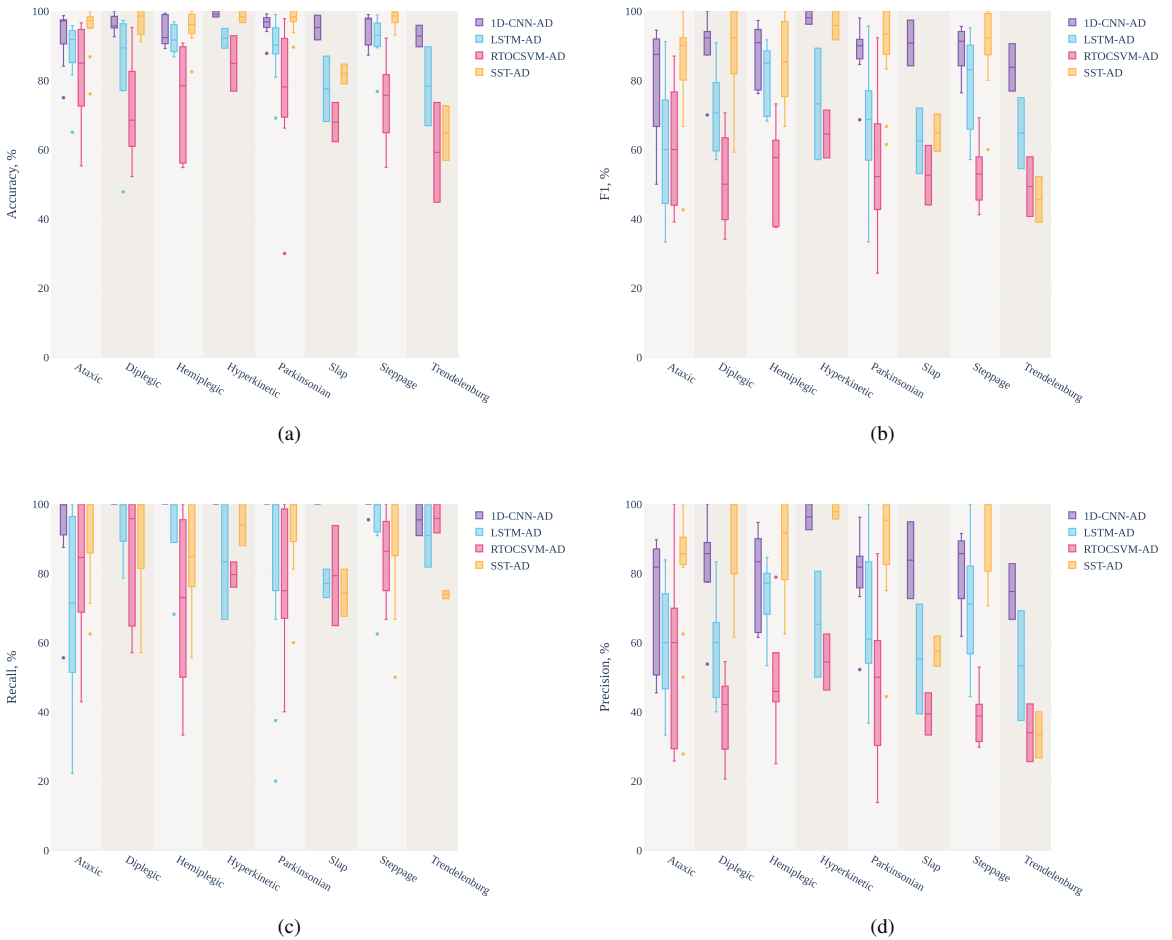 100
80
60
40
20
0
Accuracy, %
Ataxic
Diplegic
Hemiplegic
Hyperkinetic
Parkinsonian
Slap
Steppage
Trendelenburg
1D-CNN-AD
LSTM-AD
RTOCSVM-AD
SST-AD
(a)
100
80
60
40
20
0
F1, %
Ataxic
Diplegic
Hemiplegic
Hyperkinetic
Parkinsonian
Slap
Steppage
Trendelenburg
1D-CNN-AD
LSTM-AD
RTOCSVM-AD
SST-AD
(b)
100
80
60
40
20
0
Recall, %
Ataxic
Diplegic
Hemiplegic
Hyperkinetic
Parkinsonian
Slap
Steppage
Trendelenburg
1D-CNN-AD
LSTM-AD
RTOCSVM-AD
SST-AD
(c)
100
80
60
40
20
0
Precision, %
Ataxic
Diplegic
Hemiplegic
Hyperkinetic
Parkinsonian
Slap
Steppage
Trendelenburg
1D-CNN-AD
LSTM-AD
RTOCSVM-AD
SST-AD
(d)